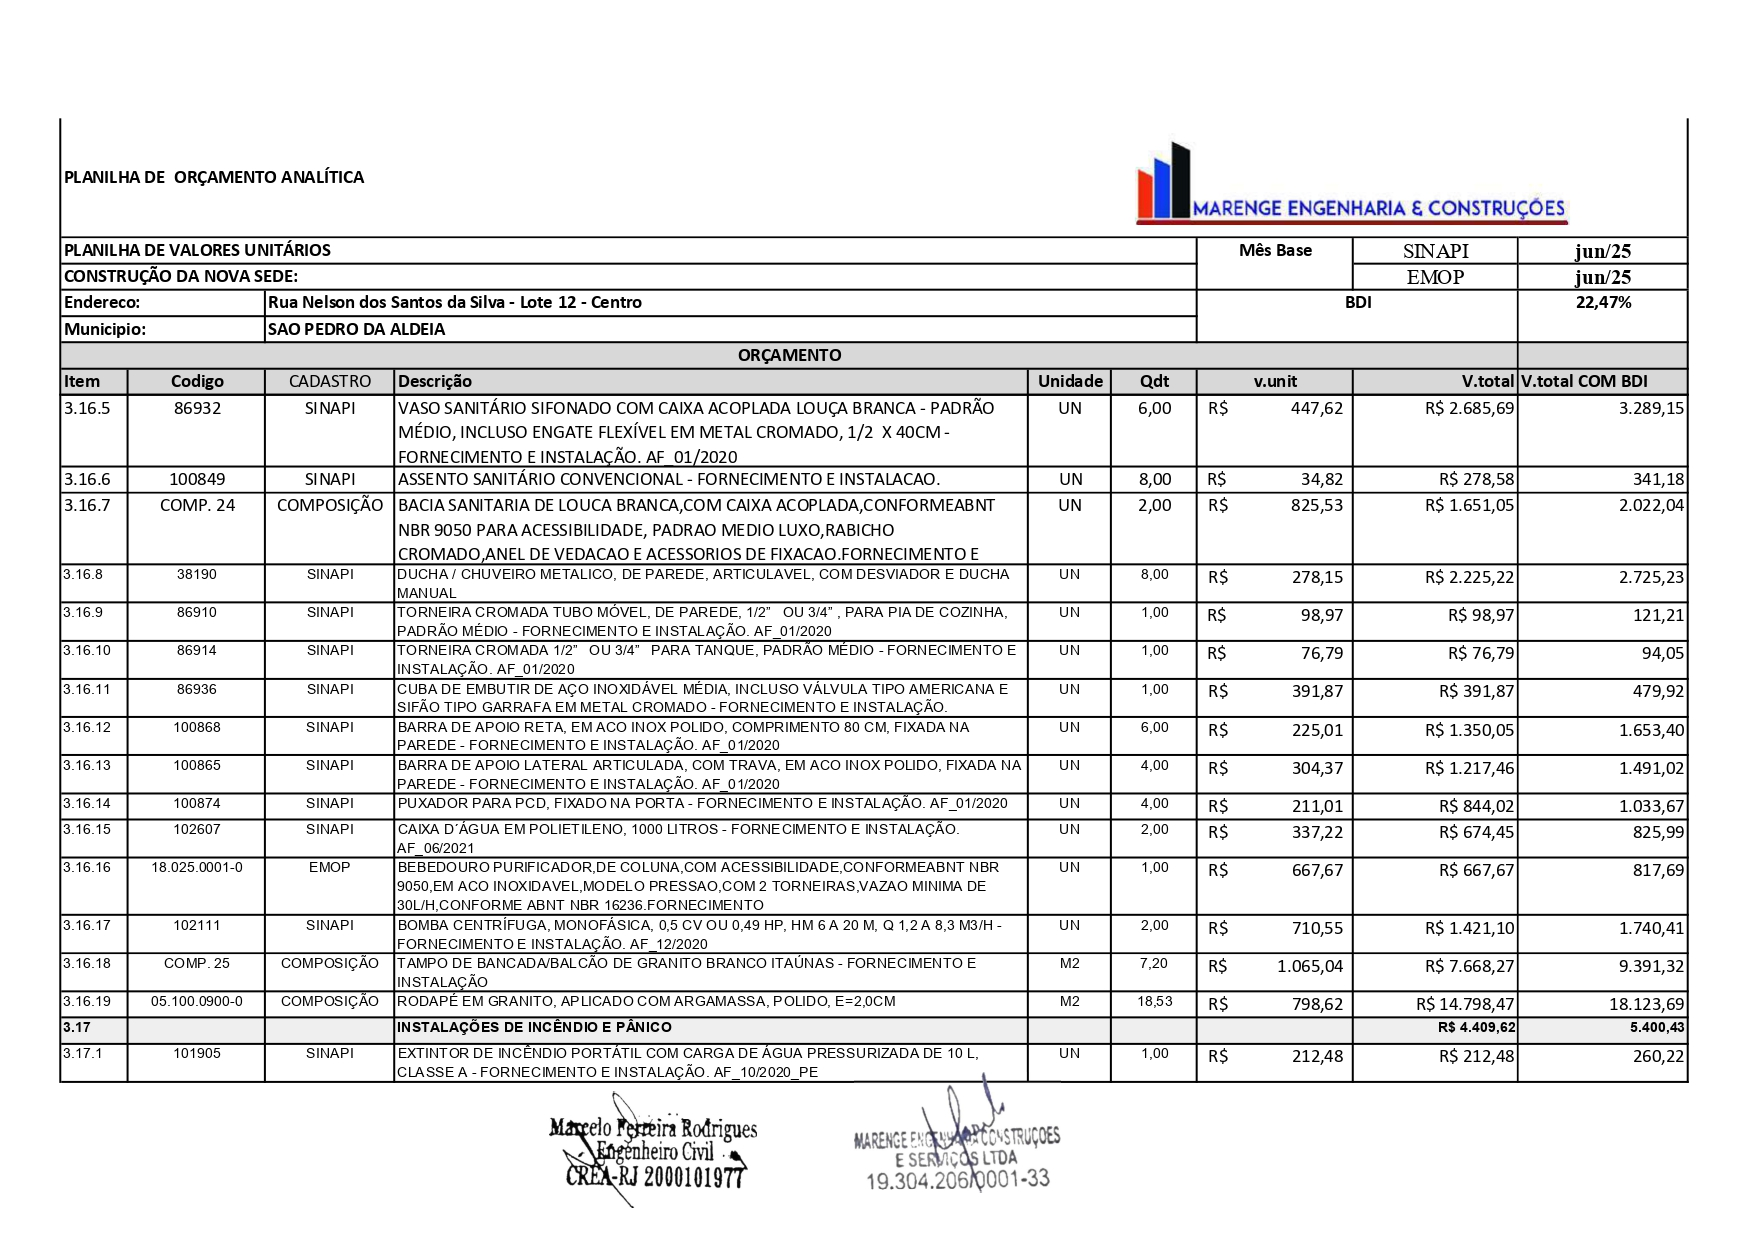 PLANILHA DE  ORÇAMENTO ANALÍTICA
MARENGE ENGENHARIA & CONSTRUÇÕES
PLANILHA DE VALORES UNITÁRIOS Mês Base SINAPI jun/25
CONSTRUÇÃO DA NOVA SEDE: EMOP jun/25
Endereco: Rua Nelson dos Santos da Silva - Lote 12 - Centro BDI 22,47%
Municipio: SAO PEDRO DA ALDEIA
ORÇAMENTO
Item Codigo CADASTRO Descrição Unidade Qdt v.unit V.total V.total COM BDI
3.16.5 86932 SINAPI VASO SANITÁRIO SIFONADO COM CAIXA ACOPLADA LOUÇA BRANCA - PADRÃO UN 6,00 R$ 447,62 R$ 2.685,69 3.289,15
MÉDIO, INCLUSO ENGATE FLEXÍVEL EM METAL CROMADO, 1/2  X 40CM -
FORNECIMENTO E INSTALAÇÃO. AF_01/2020
3.16.6 100849 SINAPI ASSENTO SANITÁRIO CONVENCIONAL - FORNECIMENTO E INSTALACAO. UN 8,00 R$ 34,82 R$ 278,58 341,18
3.16.7 COMP. 24 COMPOSIÇÃO BACIA SANITARIA DE LOUCA BRANCA,COM CAIXA ACOPLADA,CONFORMEABNT UN 2,00 R$ 825,53 R$ 1.651,05 2.022,04
NBR 9050 PARA ACESSIBILIDADE, PADRAO MEDIO LUXO,RABICHO
CROMADO,ANEL DE VEDACAO E ACESSORIOS DE FIXACAO.FORNECIMENTO E
3.16.8 38190 SINAPI DUCHA / CHUVEIRO METALICO, DE PAREDE, ARTICULAVEL, COM DESVIADOR E DUCHA UN 8,00 R$ 278,15 R$ 2.225,22 2.725,23
MANUAL
3.16.9 86910 SINAPI TORNEIRA CROMADA TUBO MÓVEL, DE PAREDE, 1/2”  OU 3/4” , PARA PIA DE COZINHA, UN 1,00 R$ 98,97 R$ 98,97 121,21
PADRÃO MÉDIO - FORNECIMENTO E INSTALAÇÃO. AF_01/2020
3.16.10 86914 SINAPI TORNEIRA CROMADA 1/2”  OU 3/4”  PARA TANQUE, PADRÃO MÉDIO - FORNECIMENTO E UN 1,00 R$ 76,79 R$ 76,79 94,05
INSTALAÇÃO. AF_01/2020
3.16.11 86936 SINAPI CUBA DE EMBUTIR DE AÇO INOXIDÁVEL MÉDIA, INCLUSO VÁLVULA TIPO AMERICANA E UN 1,00 R$ 391,87 R$ 391,87 479,92
SIFÃO TIPO GARRAFA EM METAL CROMADO - FORNECIMENTO E INSTALAÇÃO.
3.16.12 100868 SINAPI BARRA DE APOIO RETA, EM ACO INOX POLIDO, COMPRIMENTO 80 CM, FIXADA NA UN 6,00 R$ 225,01 R$ 1.350,05 1.653,40
PAREDE - FORNECIMENTO E INSTALAÇÃO. AF_01/2020
3.16.13 100865 SINAPI BARRA DE APOIO LATERAL ARTICULADA, COM TRAVA, EM ACO INOX POLIDO, FIXADA NA UN 4,00 R$ 304,37 R$ 1.217,46 1.491,02
PAREDE - FORNECIMENTO E INSTALAÇÃO. AF_01/2020
3.16.14 100874 SINAPI PUXADOR PARA PCD, FIXADO NA PORTA - FORNECIMENTO E INSTALAÇÃO. AF_01/2020 UN 4,00 R$ 211,01 R$ 844,02 1.033,67
3.16.15 102607 SINAPI CAIXA D´ÁGUA EM POLIETILENO, 1000 LITROS - FORNECIMENTO E INSTALAÇÃO. UN 2,00 R$ 337,22 R$ 674,45 825,99
AF_06/2021
3.16.16 18.025.0001-0 EMOP BEBEDOURO PURIFICADOR,DE COLUNA,COM ACESSIBILIDADE,CONFORMEABNT NBR UN 1,00 R$ 667,67 R$ 667,67 817,69
9050,EM ACO INOXIDAVEL,MODELO PRESSAO,COM 2 TORNEIRAS,VAZAO MINIMA DE
30L/H,CONFORME ABNT NBR 16236.FORNECIMENTO
3.16.17 102111 SINAPI BOMBA CENTRÍFUGA, MONOFÁSICA, 0,5 CV OU 0,49 HP, HM 6 A 20 M, Q 1,2 A 8,3 M3/H - UN 2,00 R$ 710,55 R$ 1.421,10 1.740,41
FORNECIMENTO E INSTALAÇÃO. AF_12/2020
3.16.18 COMP. 25 COMPOSIÇÃO TAMPO DE BANCADA/BALCÃO DE GRANITO BRANCO ITAÚNAS - FORNECIMENTO E M2 7,20 R$ 1.065,04 R$ 7.668,27 9.391,32
INSTALAÇÃO
3.16.19 05.100.0900-0 COMPOSIÇÃO RODAPÉ EM GRANITO, APLICADO COM ARGAMASSA, POLIDO, E=2,0CM M2 18,53 R$ 798,62 R$ 14.798,47 18.123,69
3.17 INSTALAÇÕES DE INCÊNDIO E PÂNICO R$ 4.409,62 5.400,43
3.17.1 101905 SINAPI EXTINTOR DE INCÊNDIO PORTÁTIL COM CARGA DE ÁGUA PRESSURIZADA DE 10 L, UN 1,00 R$ 212,48 R$ 212,48 260,22
CLASSE A - FORNECIMENTO E INSTALAÇÃO. AF_10/2020_PE
Marcelo Ferreira Rodrigues
Engenheiro Civil
CREA-RJ 2000101977
MARENGE ENGENHARIA CONSTRUÇOES
E SERVIÇOS LTDA
19.304.206/0001-33